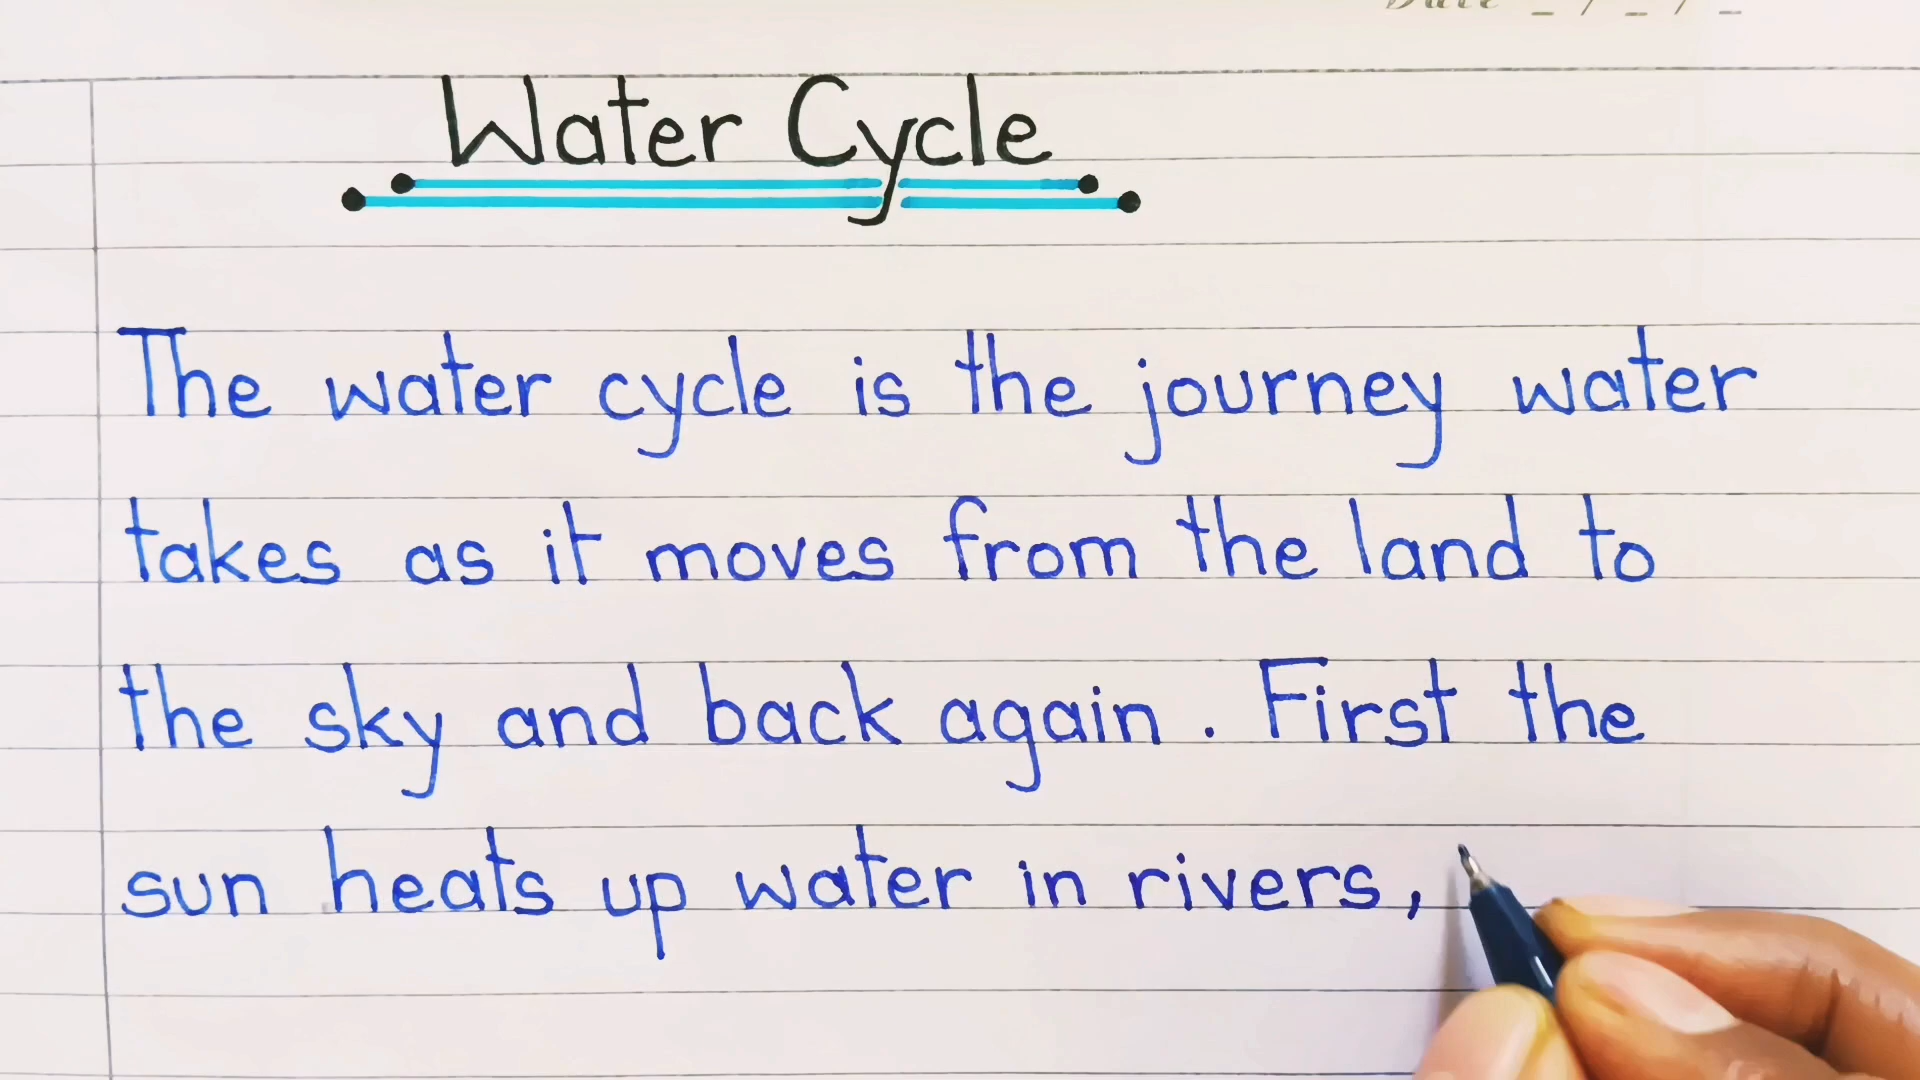 Date _ / _ / _
Water Cycle
The water cycle is the journey water
takes as it moves from the land to
the sky and back again. First the
sun heats up water in rivers,